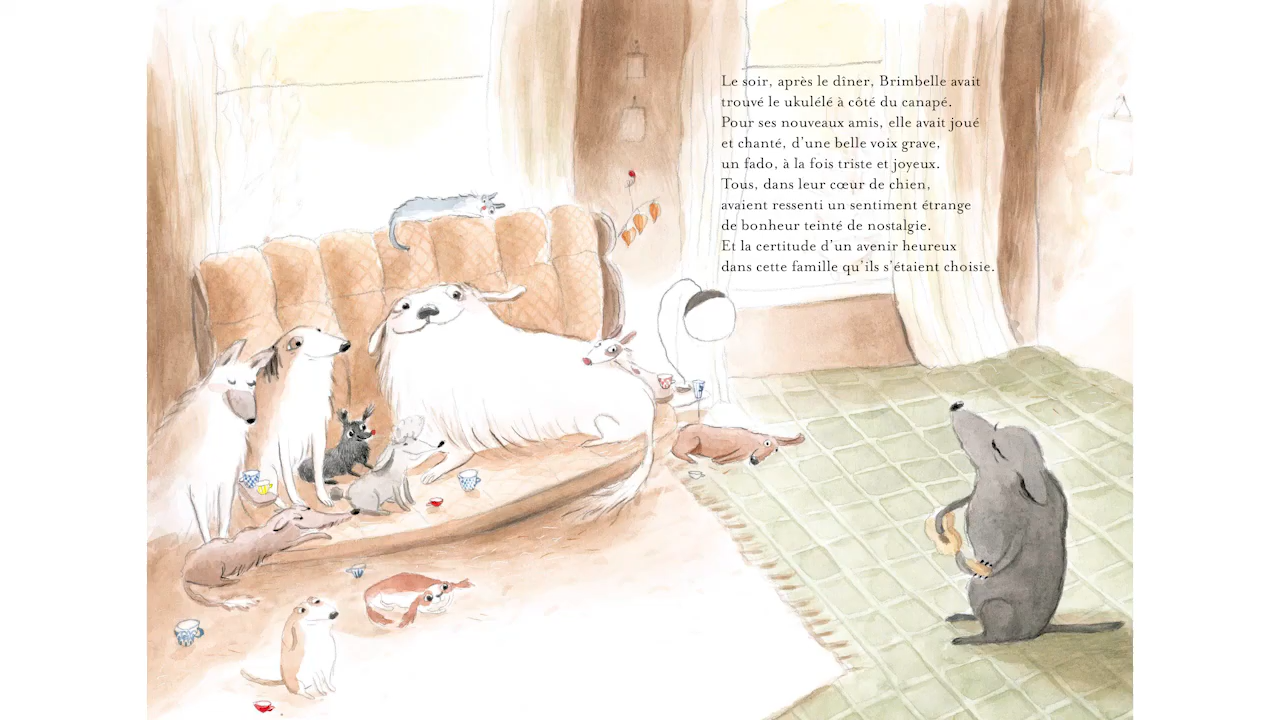 Le soir, après le dîner, Brimbelle avait
trouvé le ukulélé à côté du canapé.
Pour ses nouveaux amis, elle avait joué
et chanté, d’une belle voix grave,
un fado, à la fois triste et joyeux.
Tous, dans leur cœur de chien,
avaient ressenti un sentiment étrange
de bonheur teinté de nostalgie.
Et la certitude d’un avenir heureux
dans cette famille qu’ils s’étaient choisie.